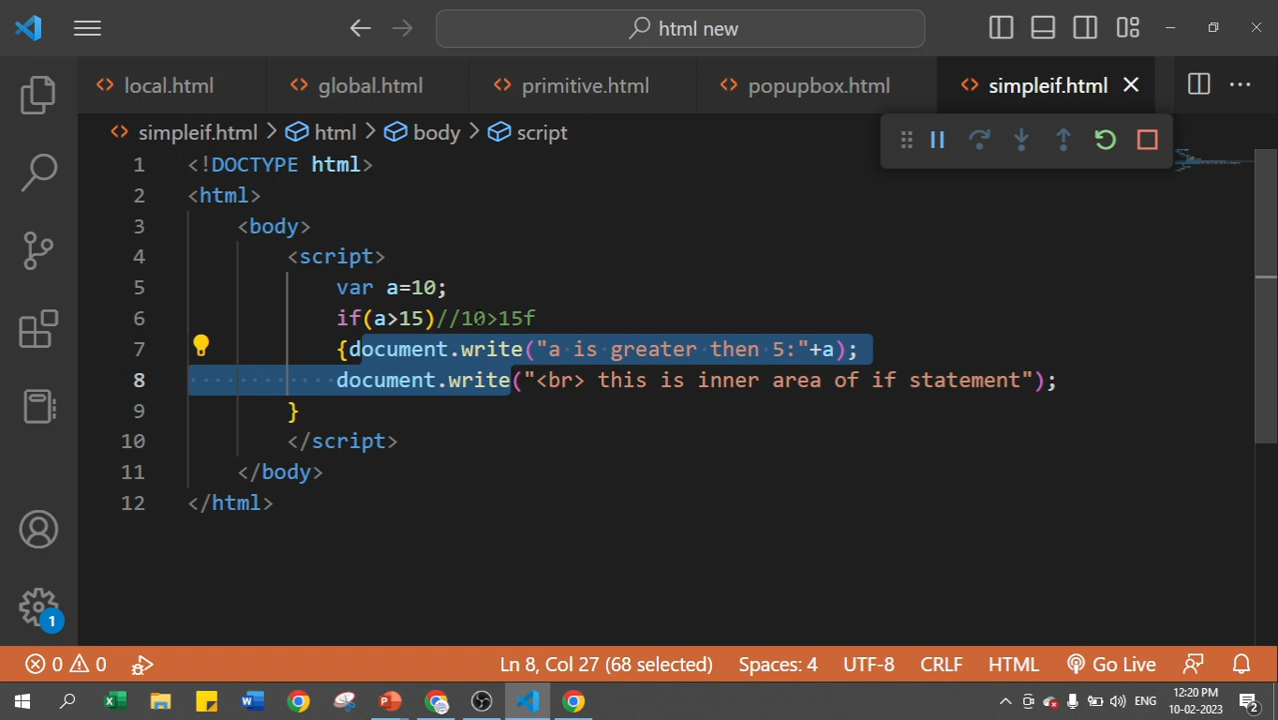 html new
local.html
global.html
primitive.html
popupbox.html
simpleif.html
simpleif.html > html > body > script
1 <!DOCTYPE html>
2 <html>
3 <body>
4 <script>
5 var a=10;
6 if(a>15)//10>15f
7 {document.write("a is greater then 5:"+a);
8 document.write("<br> this is inner area of if statement");
9 }
10 </script>
11 </body>
12 </html>
1
0 0 Ln 8, Col 27 (68 selected) Spaces: 4 UTF-8 CRLF HTML Go Live
ENG 12:20 PM
10-02-2023
2